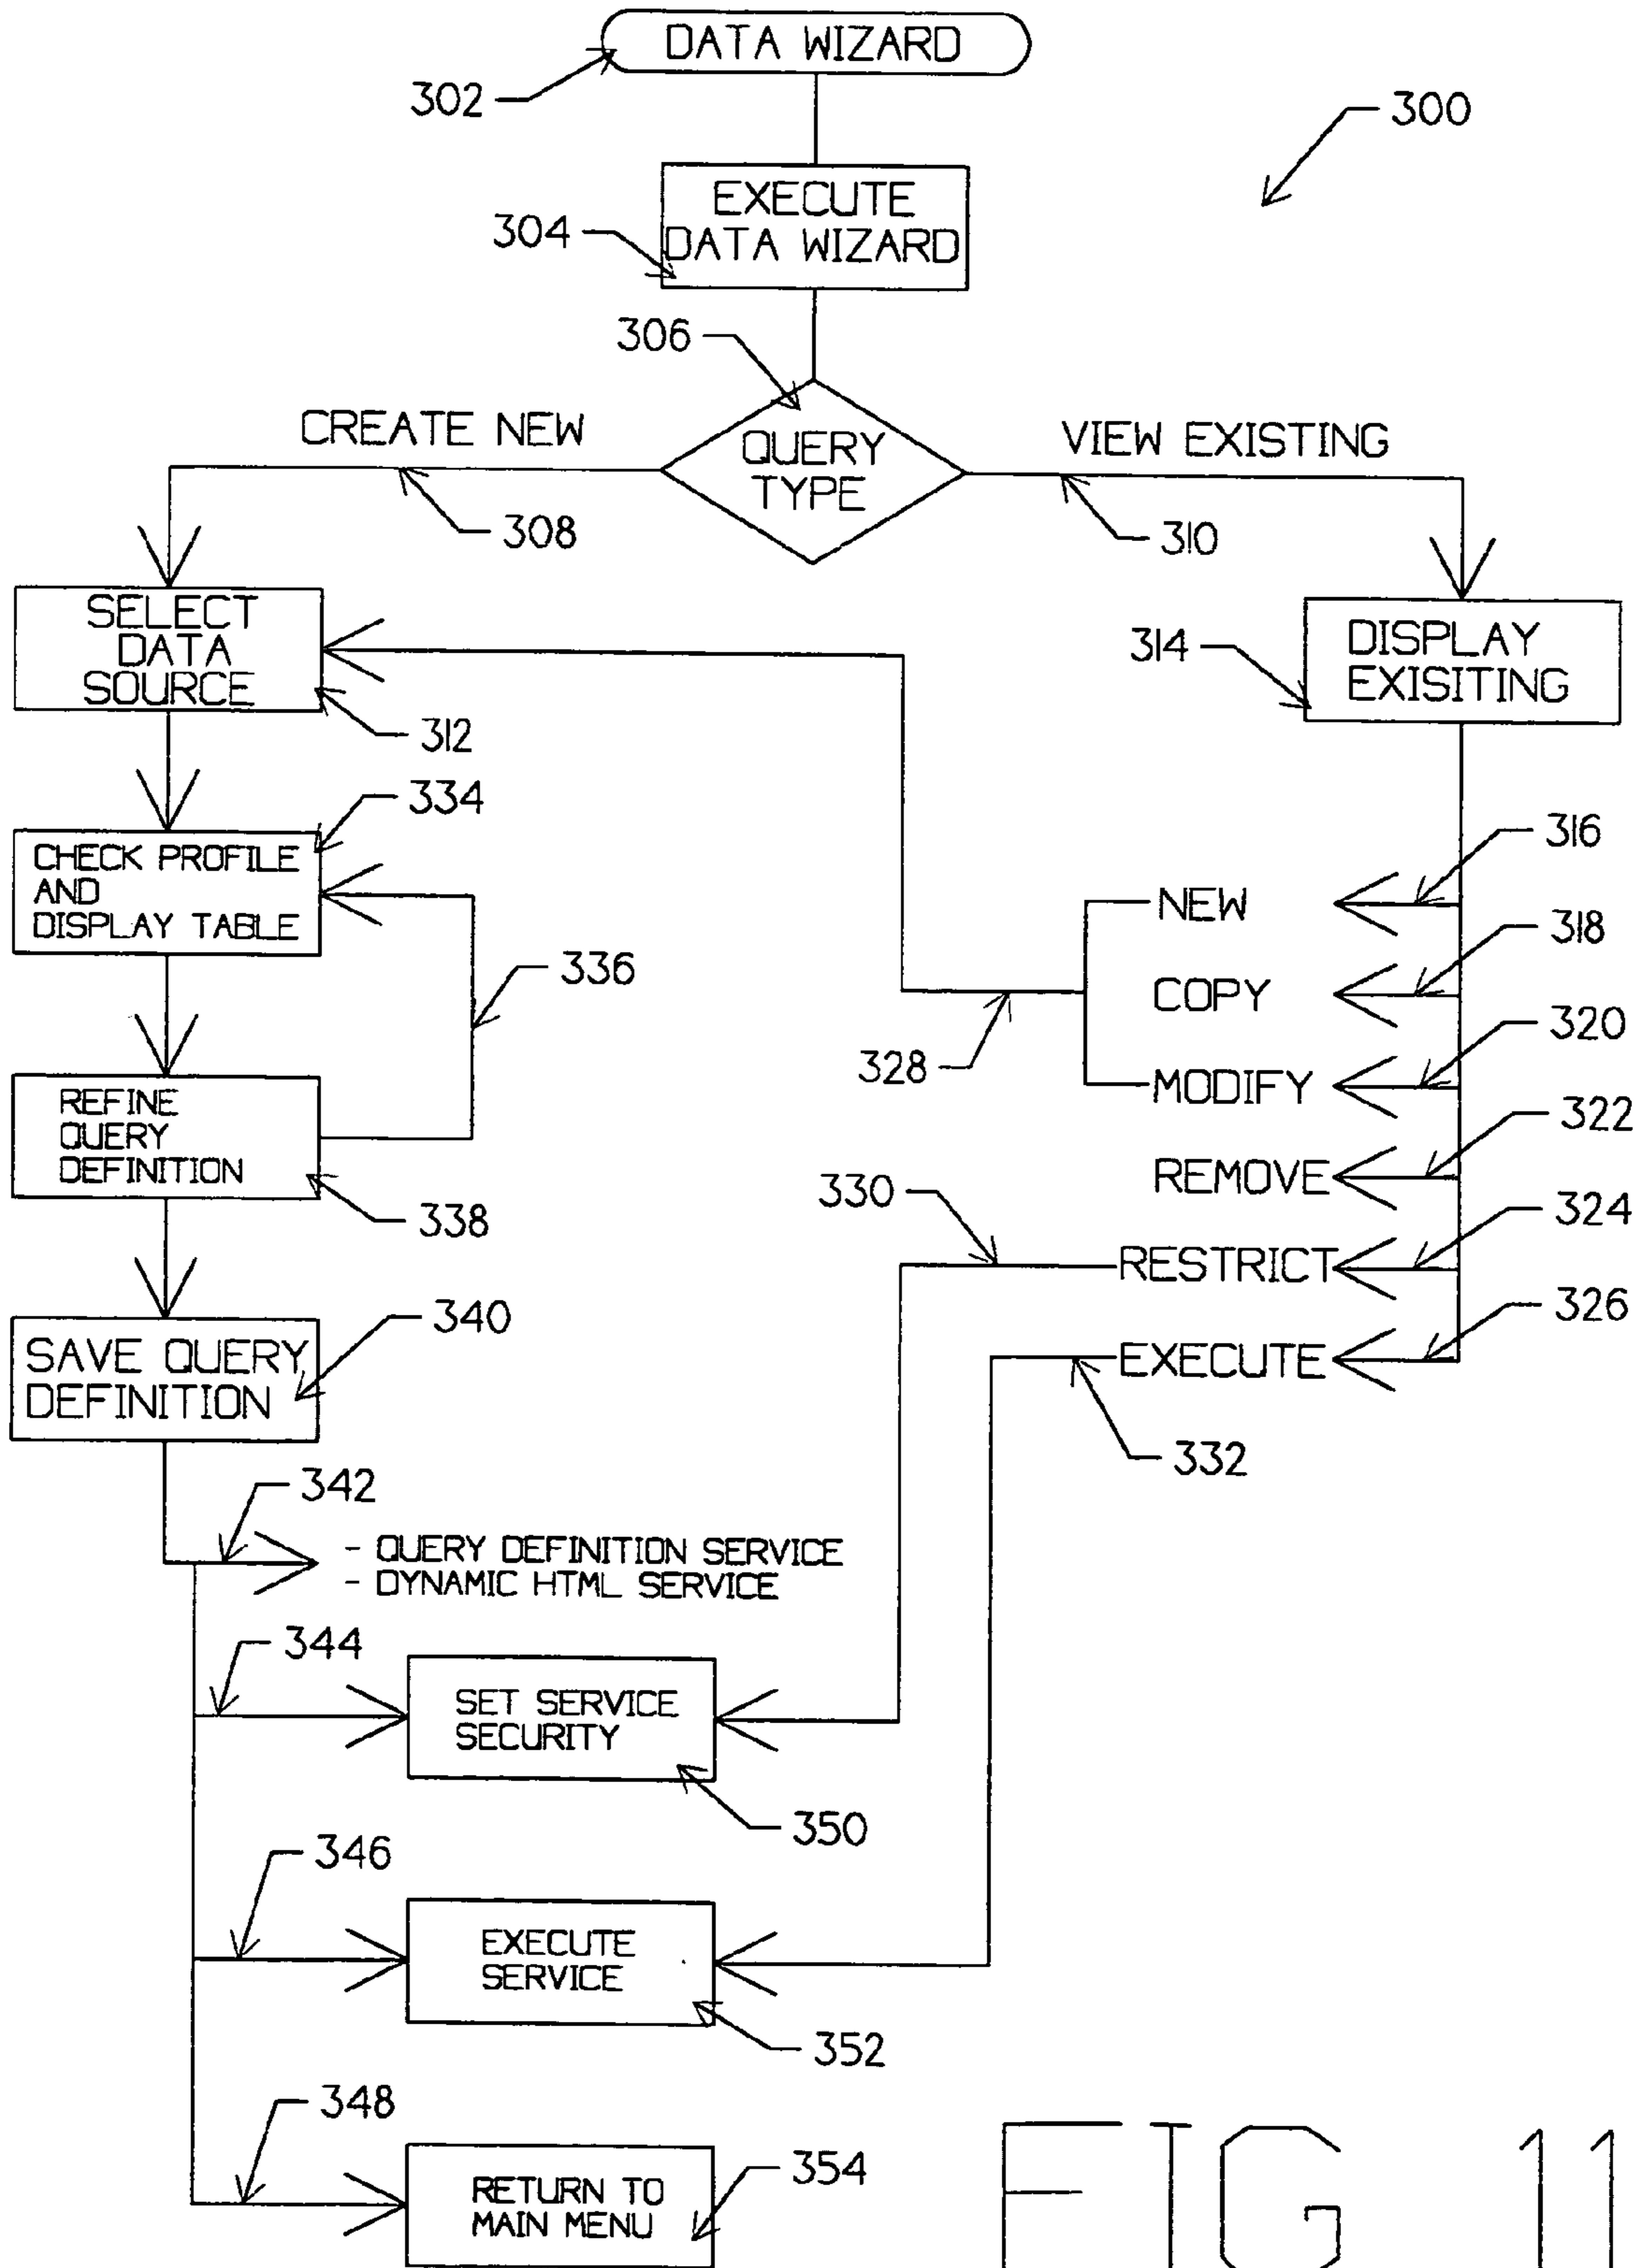 DATA WIZARD
302
300
EXECUTE
DATA WIZARD
304
306
CREATE NEW
QUERY
TYPE
VIEW EXISTING
308
310
SELECT
DATA
SOURCE
312
314
DISPLAY
EXISITING
334
CHECK PROFILE
AND
DISPLAY TABLE
316
NEW
318
336
COPY
320
328
MODIFY
REFINE
QUERY
DEFINITION
322
REMOVE
330
324
338
RESTRICT
326
340
SAVE QUERY
DEFINITION
EXECUTE
332
342
- QUERY DEFINITION SERVICE
- DYNAMIC HTML SERVICE
344
SET SERVICE
SECURITY
350
346
EXECUTE
SERVICE
352
348
354
RETURN TO
MAIN MENU
FIG 11